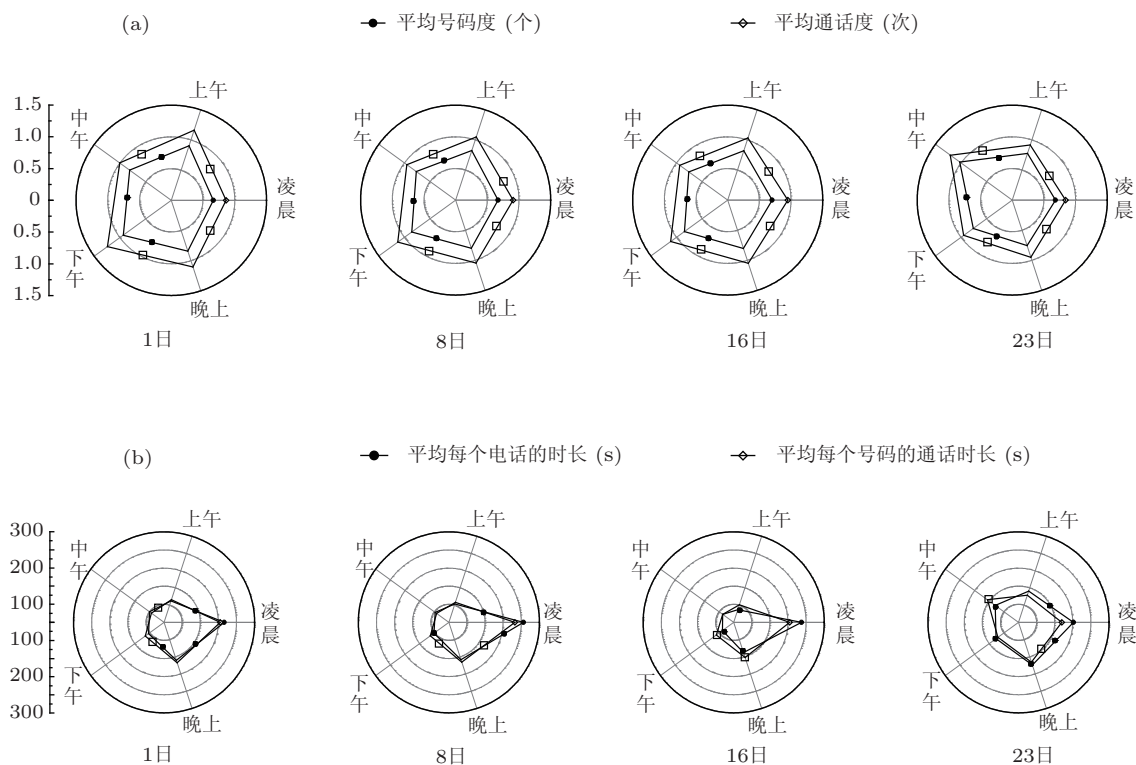 (a) 平均号码度 (个) 平均通话度 (次)
上午 上午 上午 上午
1.5
中午 中午 中午 中午
1.0
0.5
凌晨 凌晨 凌晨 凌晨
0
0.5
下午 下午 下午 下午
1.0
1.5
晚上 晚上 晚上 晚上
1日 8日 16日 23日
(b) 平均每个电话的时长 (s) 平均每个号码的通话时长 (s)
上午 上午 上午 上午
300
中午 中午 中午 中午
200
100
凌晨 凌晨 凌晨 凌晨
0
100
下午 下午 下午 下午
200
300
晚上 晚上 晚上 晚上
1日 8日 16日 23日